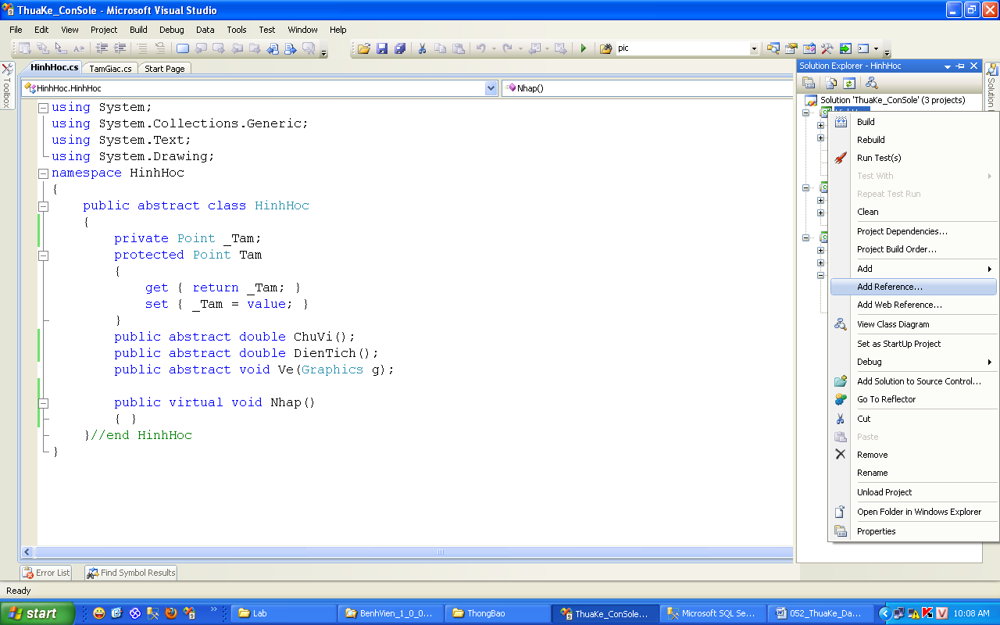 ThuaKe_ConSole - Microsoft Visual Studio
File Edit View Project Build Debug Data Tools Test Window Help
pic
HinhHoc.cs TamGiac.cs Start Page
HinhHoc.HinhHoc Nhap()
Toolbox
using System;
using System.Collections.Generic;
using System.Text;
using System.Drawing;
namespace HinhHoc
{
public abstract class HinhHoc
{
private Point _Tam;
protected Point Tam
{
get { return _Tam; }
set { _Tam = value; }
}
public abstract double ChuVi();
public abstract double DienTich();
public abstract void Ve(Graphics g);
public virtual void Nhap()
{ }
}//end HinhHoc
}
Solution Explorer - HinhHoc
Solution 'ThuaKe_ConSole' (3 projects)
Build
Rebuild
Run Test(s)
Test With
Repeat Test Run
Clean
Project Dependencies...
Project Build Order...
Add
Add Reference...
Add Web Reference...
View Class Diagram
Set as StartUp Project
Debug
Add Solution to Source Control...
Go To Reflector
Cut
Paste
Remove
Rename
Unload Project
Open Folder in Windows Explorer
Properties
Error List Find Symbol Results
Ready
start Lab BenhVien_1_0_0... ThongBao ThuaKe_ConSole... Microsoft SQL Se... 052_ThuaKe_Da... 10:08 AM